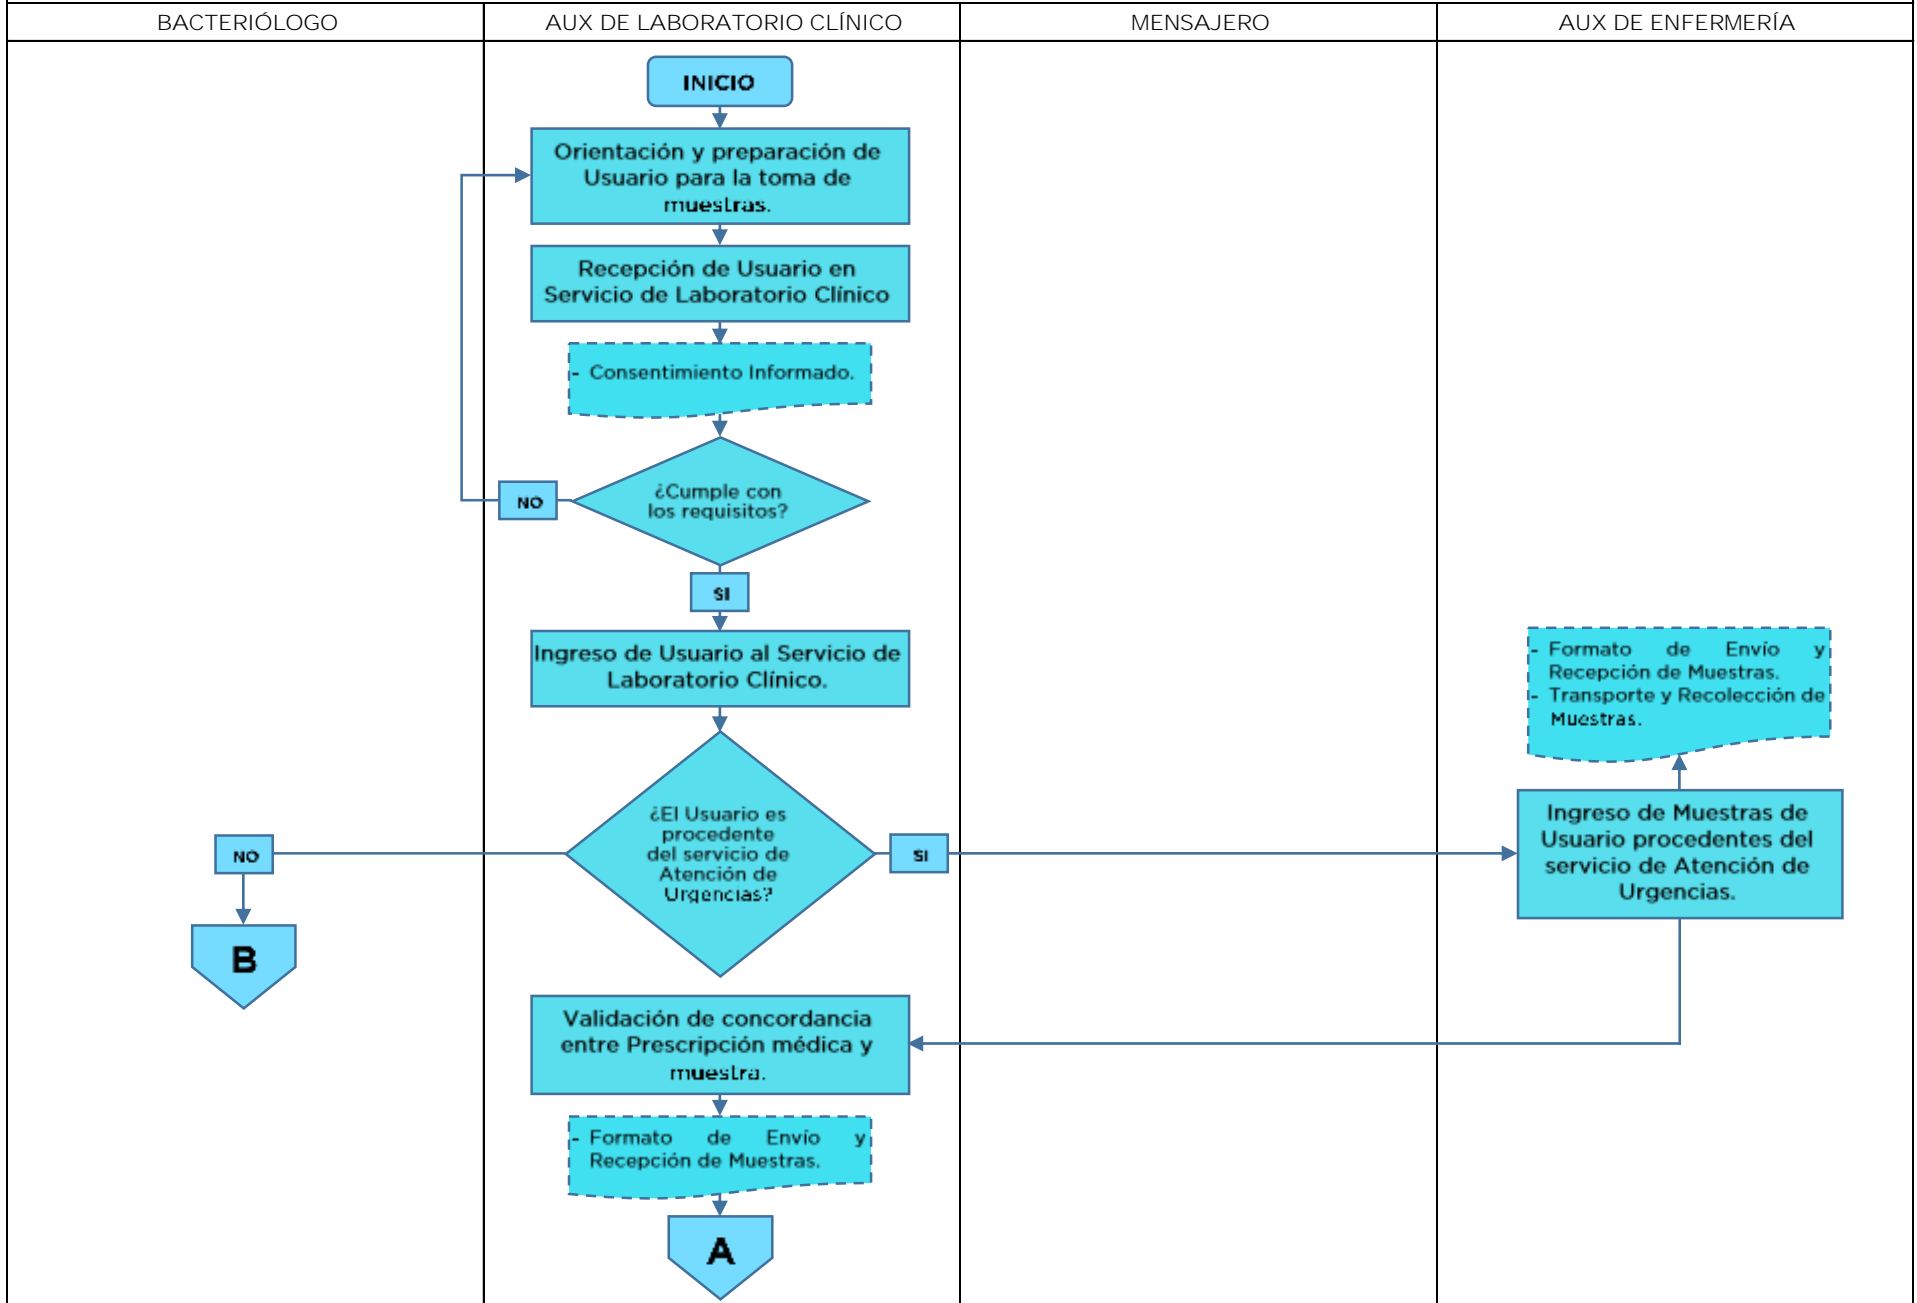 BACTERIÓLOGO
AUX DE LABORATORIO CLÍNICO
MENSAJERO
AUX DE ENFERMERÍA
INICIO
Orientación y preparación de
Usuario para la toma de
muestras.
Recepción de Usuario en
Servicio de Laboratorio Clínico
- Consentimiento Informado.
¿Cumple con
los requisitos?
NO
SI
Ingreso de Usuario al Servicio de
Laboratorio Clínico.
- Formato de Envío y
Recepción de Muestras.
- Transporte y Recolección de
Muestras.
¿El Usuario es
procedente
del servicio de
Atención de
Urgencias?
NO
SI
Ingreso de Muestras de
Usuario procedentes del
servicio de Atención de
Urgencias.
B
Validación de concordancia
entre Prescripción médica y
muestra.
- Formato de Envío y
Recepción de Muestras.
A